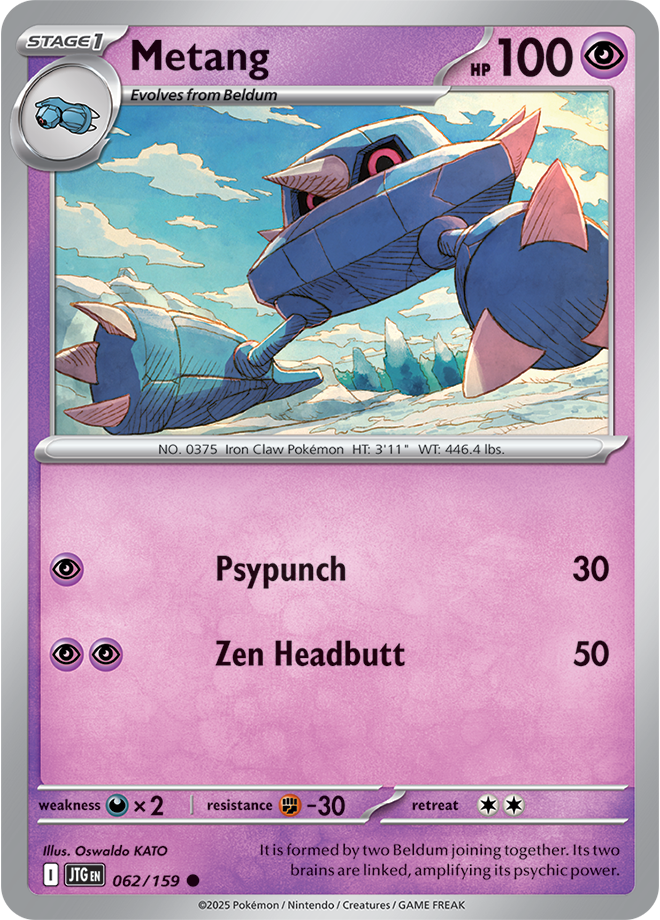 STAGE1
Metang
HP 100
Evolves from Beldum
NO. 0375 Iron Claw Pokémon HT: 3'11" WT: 446.4 lbs.
Psypunch 30
Zen Headbutt 50
weakness ×2 resistance -30 retreat
Illus. Oswaldo KATO
It is formed by two Beldum joining together. Its two
brains are linked, amplifying its psychic power.
I JTG EN 062/159
©2025 Pokémon / Nintendo / Creatures / GAME FREAK